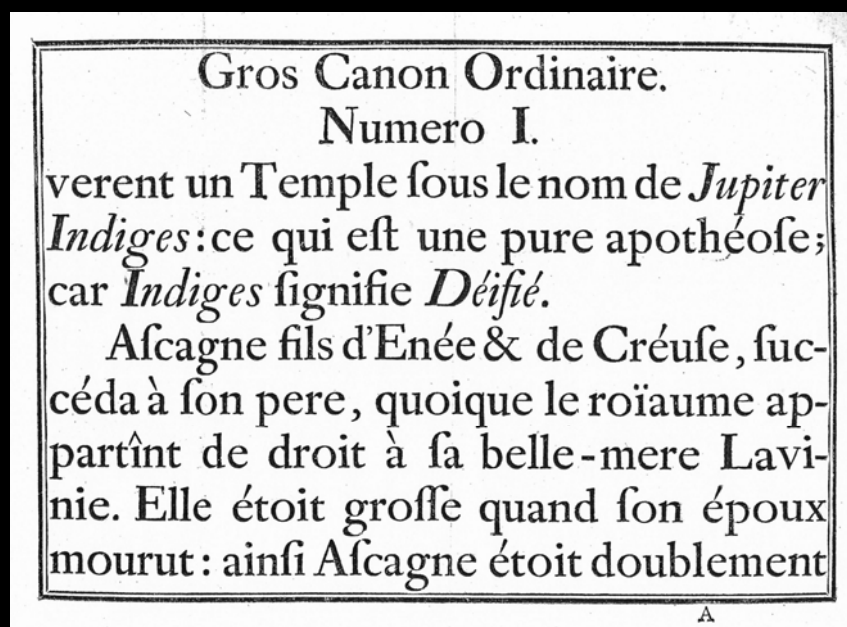 Gros Canon Ordinaire.
Numero I.
verent un Temple ſous le nom de Jupiter
Indiges: ce qui eſt une pure apothéoſe;
car Indiges ſignifie Déifié.
Aſcagne fils d'Enée & de Créuſe, ſuc-
céda à ſon pere, quoique le roïaume ap-
partînt de droit à ſa belle-mere Lavi-
nie. Elle étoit groſſe quand ſon époux
mourut: ainſi Aſcagne étoit doublement
A